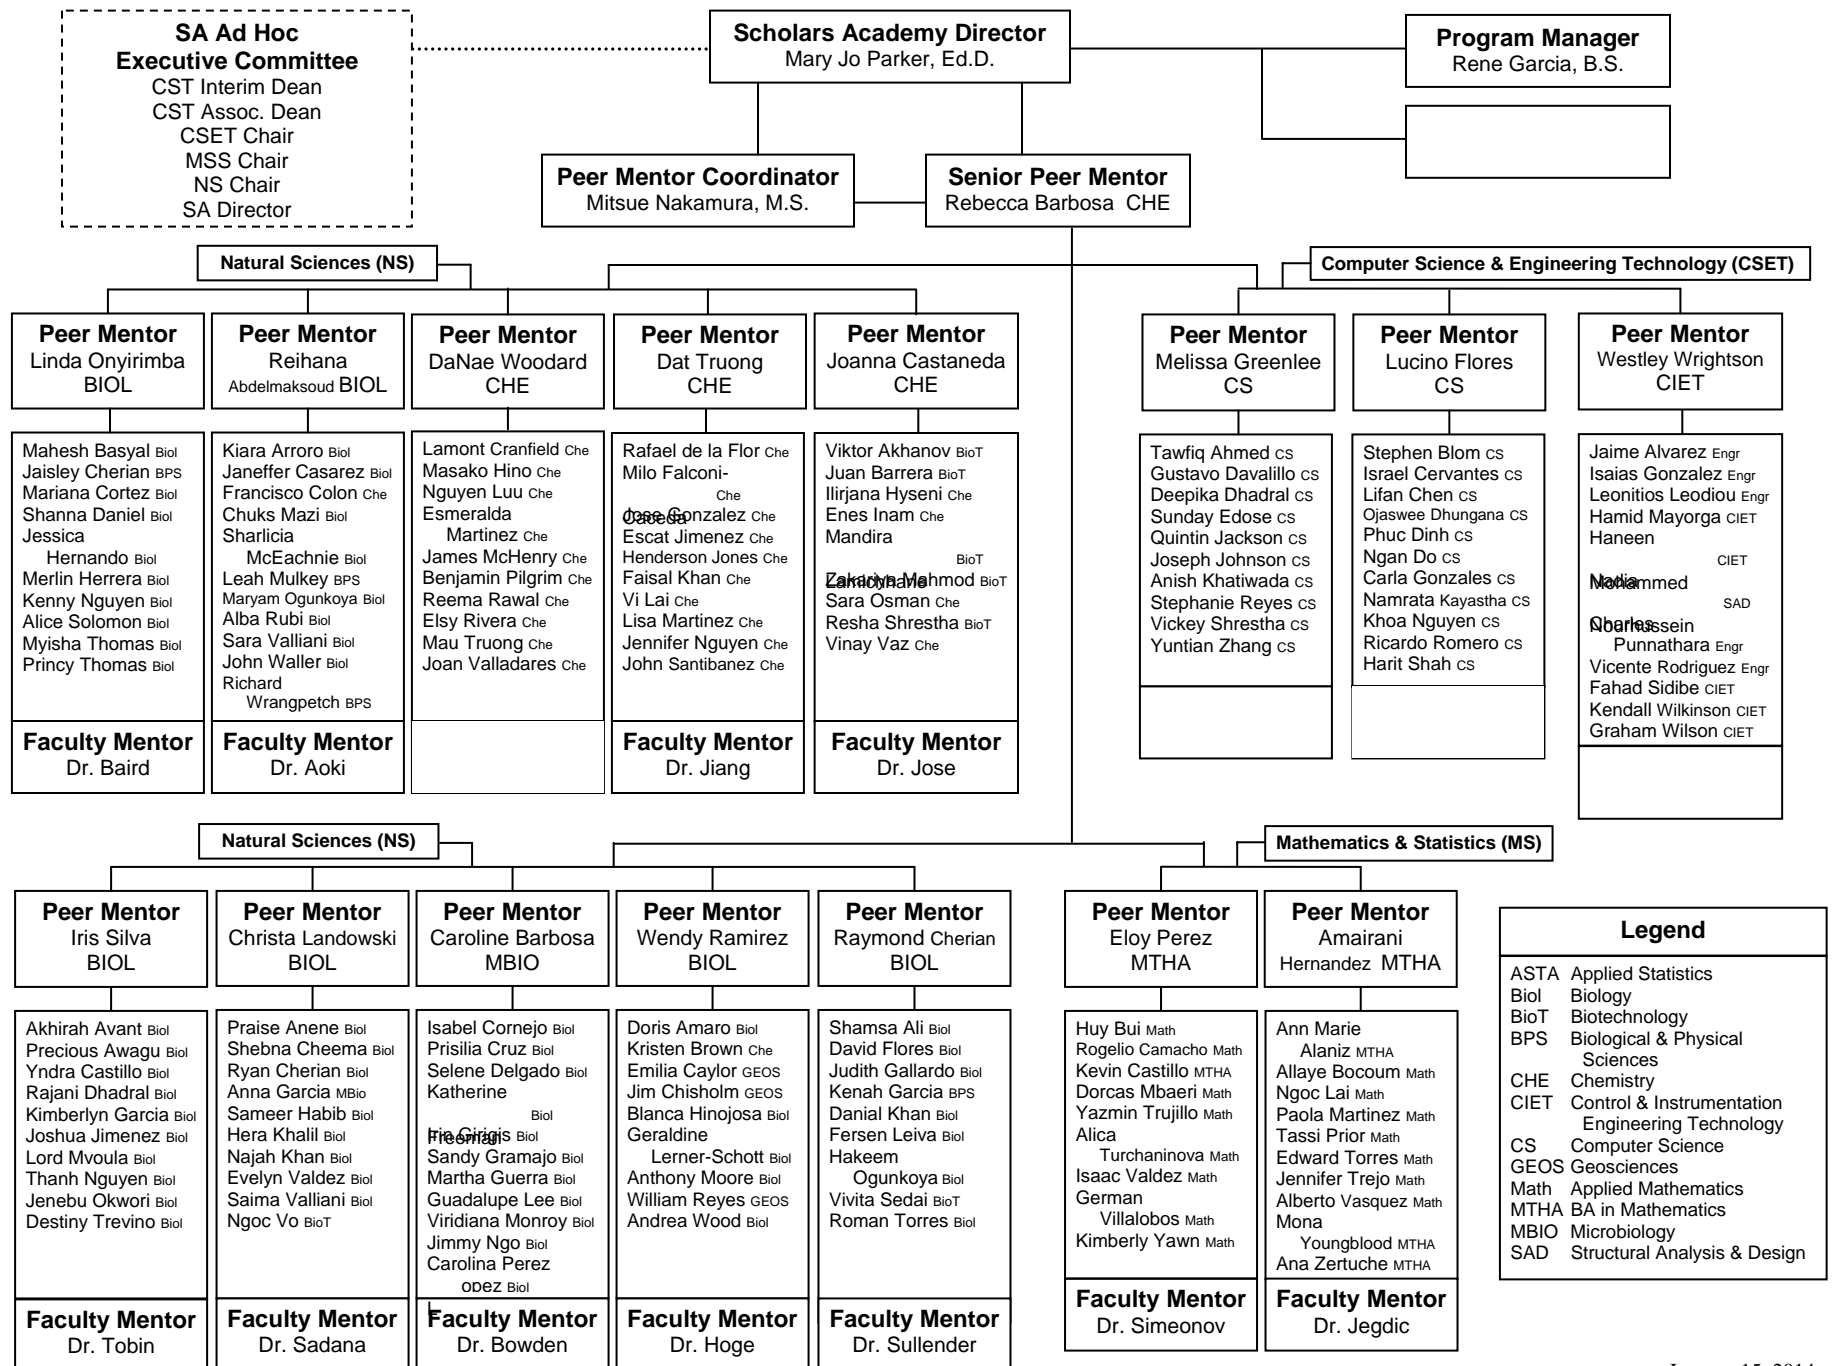 SA Ad Hoc
Executive Committee
CST Interim Dean
CST Assoc. Dean
CSET Chair
MSS Chair
NS Chair
SA Director
Scholars Academy Director
Mary Jo Parker, Ed.D.
Program Manager
Rene Garcia, B.S.
Peer Mentor Coordinator
Mitsue Nakamura, M.S.
Senior Peer Mentor
Rebecca Barbosa CHE
Natural Sciences (NS)
Computer Science & Engineering Technology (CSET)
Peer Mentor
Linda Onyirimba
BIOL
Mahesh Basyal Biol
Jaisley Cherian BPS
Mariana Cortez Biol
Shanna Daniel Biol
Jessica
Hernando Biol
Merlin Herrera Biol
Kenny Nguyen Biol
Alice Solomon Biol
Myisha Thomas Biol
Princy Thomas Biol
Faculty Mentor
Dr. Baird
Peer Mentor
Reihana
Abdelmaksoud BIOL
Kiara Arroro Biol
Janeffer Casarez Biol
Francisco Colon Che
Chuks Mazi Biol
Sharlicia
McEachnie Biol
Leah Mulkey BPS
Maryam Ogunkoya Biol
Alba Rubi Biol
Sara Valliani Biol
John Waller Biol
Richard
Wrangpetch BPS
Faculty Mentor
Dr. Aoki
Peer Mentor
DaNae Woodard
CHE
Lamont Cranfield Che
Masako Hino Che
Nguyen Luu Che
Esmeralda
Martinez Che
James McHenry Che
Benjamin Pilgrim Che
Reema Rawal Che
Elsy Rivera Che
Mau Truong Che
Joan Valladares Che
Peer Mentor
Dat Truong
CHE
Rafael de la Flor Che
Milo Falconi-
Che
Caceda
Jose Gonzalez Che
Escat Jimenez Che
Henderson Jones Che
Faisal Khan Che
Vi Lai Che
Lisa Martinez Che
Jennifer Nguyen Che
John Santibanez Che
Faculty Mentor
Dr. Jiang
Peer Mentor
Joanna Castaneda
CHE
Viktor Akhanov BioT
Juan Barrera BioT
Ilirjana Hyseni Che
Enes Inam Che
Mandira
BioT
Lamichhane
Zakariya Mahmod BioT
Sara Osman Che
Resha Shrestha BioT
Vinay Vaz Che
Faculty Mentor
Dr. Jose
Peer Mentor
Melissa Greenlee
CS
Tawfiq Ahmed CS
Gustavo Davalillo CS
Deepika Dhadral CS
Sunday Edose CS
Quintin Jackson CS
Joseph Johnson CS
Anish Khatiwada CS
Stephanie Reyes CS
Vickey Shrestha CS
Yuntian Zhang CS
Peer Mentor
Lucino Flores
CS
Stephen Blom CS
Israel Cervantes CS
Lifan Chen CS
Ojaswee Dhungana CS
Phuc Dinh CS
Ngan Do CS
Carla Gonzales CS
Namrata Kayastha CS
Khoa Nguyen CS
Ricardo Romero CS
Harit Shah CS
Peer Mentor
Westley Wrightson
CIET
Jaime Alvarez Engr
Isaias Gonzalez Engr
Leonitios Leodiou Engr
Hamid Mayorga CIET
Haneen
CIET
Mohammed
Nadia
SAD
Nourhussein
Charles
Punnathara Engr
Vicente Rodriguez Engr
Fahad Sidibe CIET
Kendall Wilkinson CIET
Graham Wilson CIET
Natural Sciences (NS)
Mathematics & Statistics (MS)
Peer Mentor
Iris Silva
BIOL
Akhirah Avant Biol
Precious Awagu Biol
Yndra Castillo Biol
Rajani Dhadral Biol
Kimberlyn Garcia Biol
Joshua Jimenez Biol
Lord Mvoula Biol
Thanh Nguyen Biol
Jenebu Okwori Biol
Destiny Trevino Biol
Faculty Mentor
Dr. Tobin
Peer Mentor
Christa Landowski
BIOL
Praise Anene Biol
Shebna Cheema Biol
Ryan Cherian Biol
Anna Garcia MBio
Sameer Habib Biol
Hera Khalil Biol
Najah Khan Biol
Evelyn Valdez Biol
Saima Valliani Biol
Ngoc Vo BioT
Faculty Mentor
Dr. Sadana
Peer Mentor
Caroline Barbosa
MBIO
Isabel Cornejo Biol
Prisilia Cruz Biol
Selene Delgado Biol
Katherine
Biol
Freeman
Irin Girigis Biol
Sandy Gramajo Biol
Martha Guerra Biol
Guadalupe Lee Biol
Viridiana Monroy Biol
Jimmy Ngo Biol
Carolina Perez
opez Biol
L
Faculty Mentor
Dr. Bowden
Peer Mentor
Wendy Ramirez
BIOL
Doris Amaro Biol
Kristen Brown Che
Emilia Caylor GEOS
Jim Chisholm GEOS
Blanca Hinojosa Biol
Geraldine
Lerner-Schott Biol
Anthony Moore Biol
William Reyes GEOS
Andrea Wood Biol
Faculty Mentor
Dr. Hoge
Peer Mentor
Raymond Cherian
BIOL
Shamsa Ali Biol
David Flores Biol
Judith Gallardo Biol
Kenah Garcia BPS
Danial Khan Biol
Fersen Leiva Biol
Hakeem
Ogunkoya Biol
Vivita Sedai BioT
Roman Torres Biol
Faculty Mentor
Dr. Sullender
Peer Mentor
Eloy Perez
MTHA
Huy Bui Math
Rogelio Camacho Math
Kevin Castillo MTHA
Dorcas Mbaeri Math
Yazmin Trujillo Math
Alica
Turchaninova Math
Isaac Valdez Math
German
Villalobos Math
Kimberly Yawn Math
Faculty Mentor
Dr. Simeonov
Peer Mentor
Amairani
Hernandez MTHA
Ann Marie
Alaniz MTHA
Allaye Bocoum Math
Ngoc Lai Math
Paola Martinez Math
Tassi Prior Math
Edward Torres Math
Jennifer Trejo Math
Alberto Vasquez Math
Mona
Youngblood MTHA
Ana Zertuche MTHA
Faculty Mentor
Dr. Jegdic
Legend
ASTA Applied Statistics
Biol Biology
BioT Biotechnology
BPS Biological & Physical
Sciences
CHE Chemistry
CIET Control & Instrumentation
Engineering Technology
CS Computer Science
GEOS Geosciences
Math Applied Mathematics
MTHA BA in Mathematics
MBIO Microbiology
SAD Structural Analysis & Design